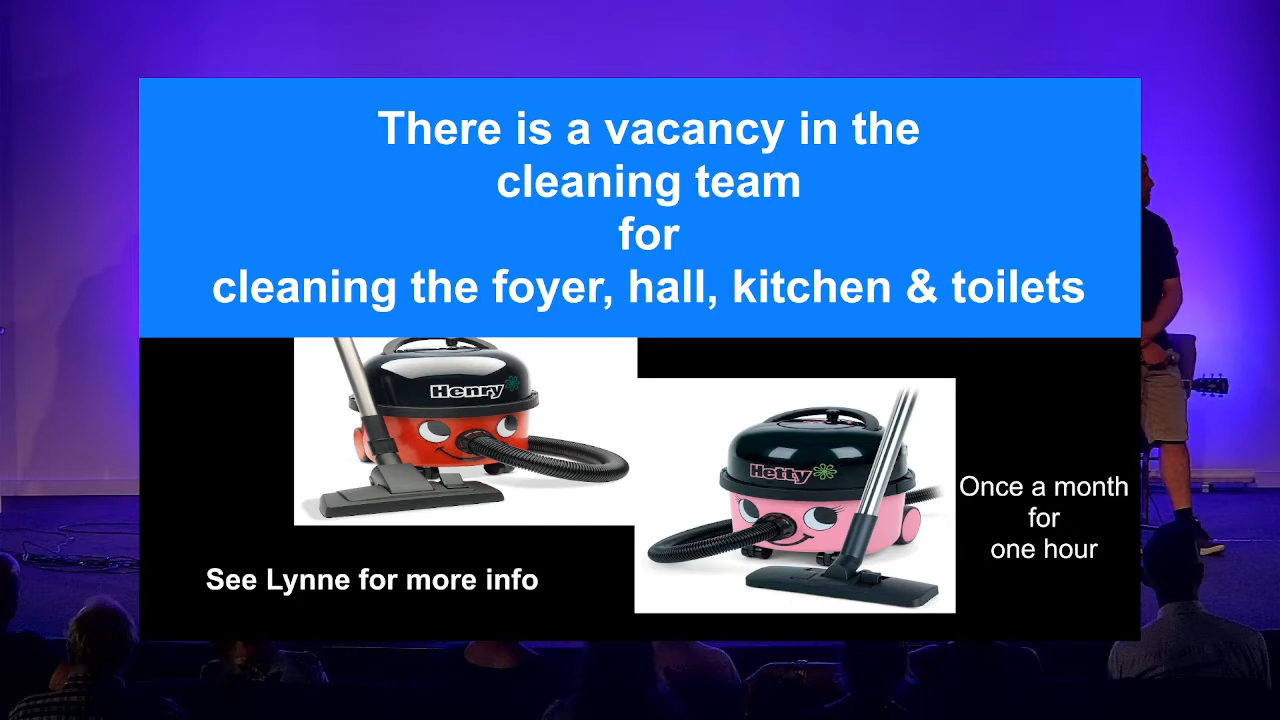 There is a vacancy in the
cleaning team
for
cleaning the foyer, hall, kitchen & toilets
Henry
Hetty
Once a month
for
one hour
See Lynne for more info